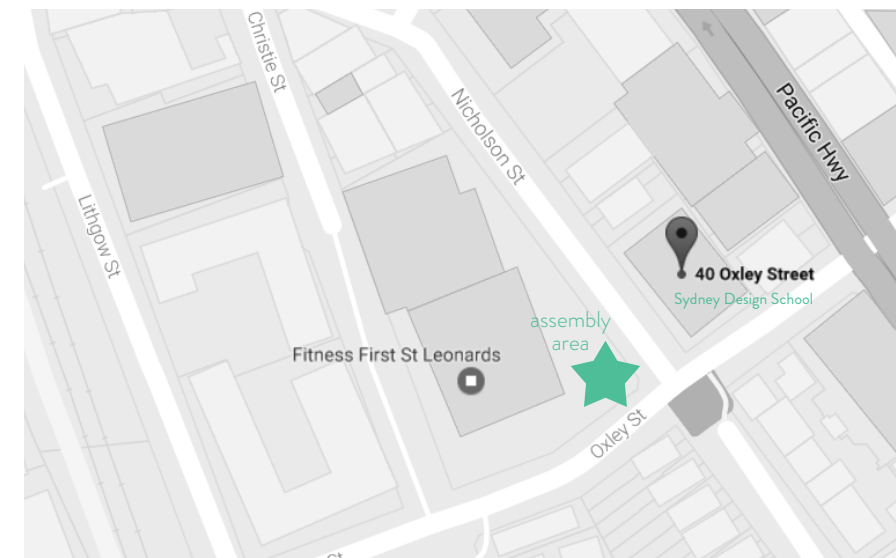 Christie St
Nicholson St
Pacific Hwy
Lithgow St
40 Oxley Street
Sydney Design School
assembly
area
Fitness First St Leonards
Oxley St
St